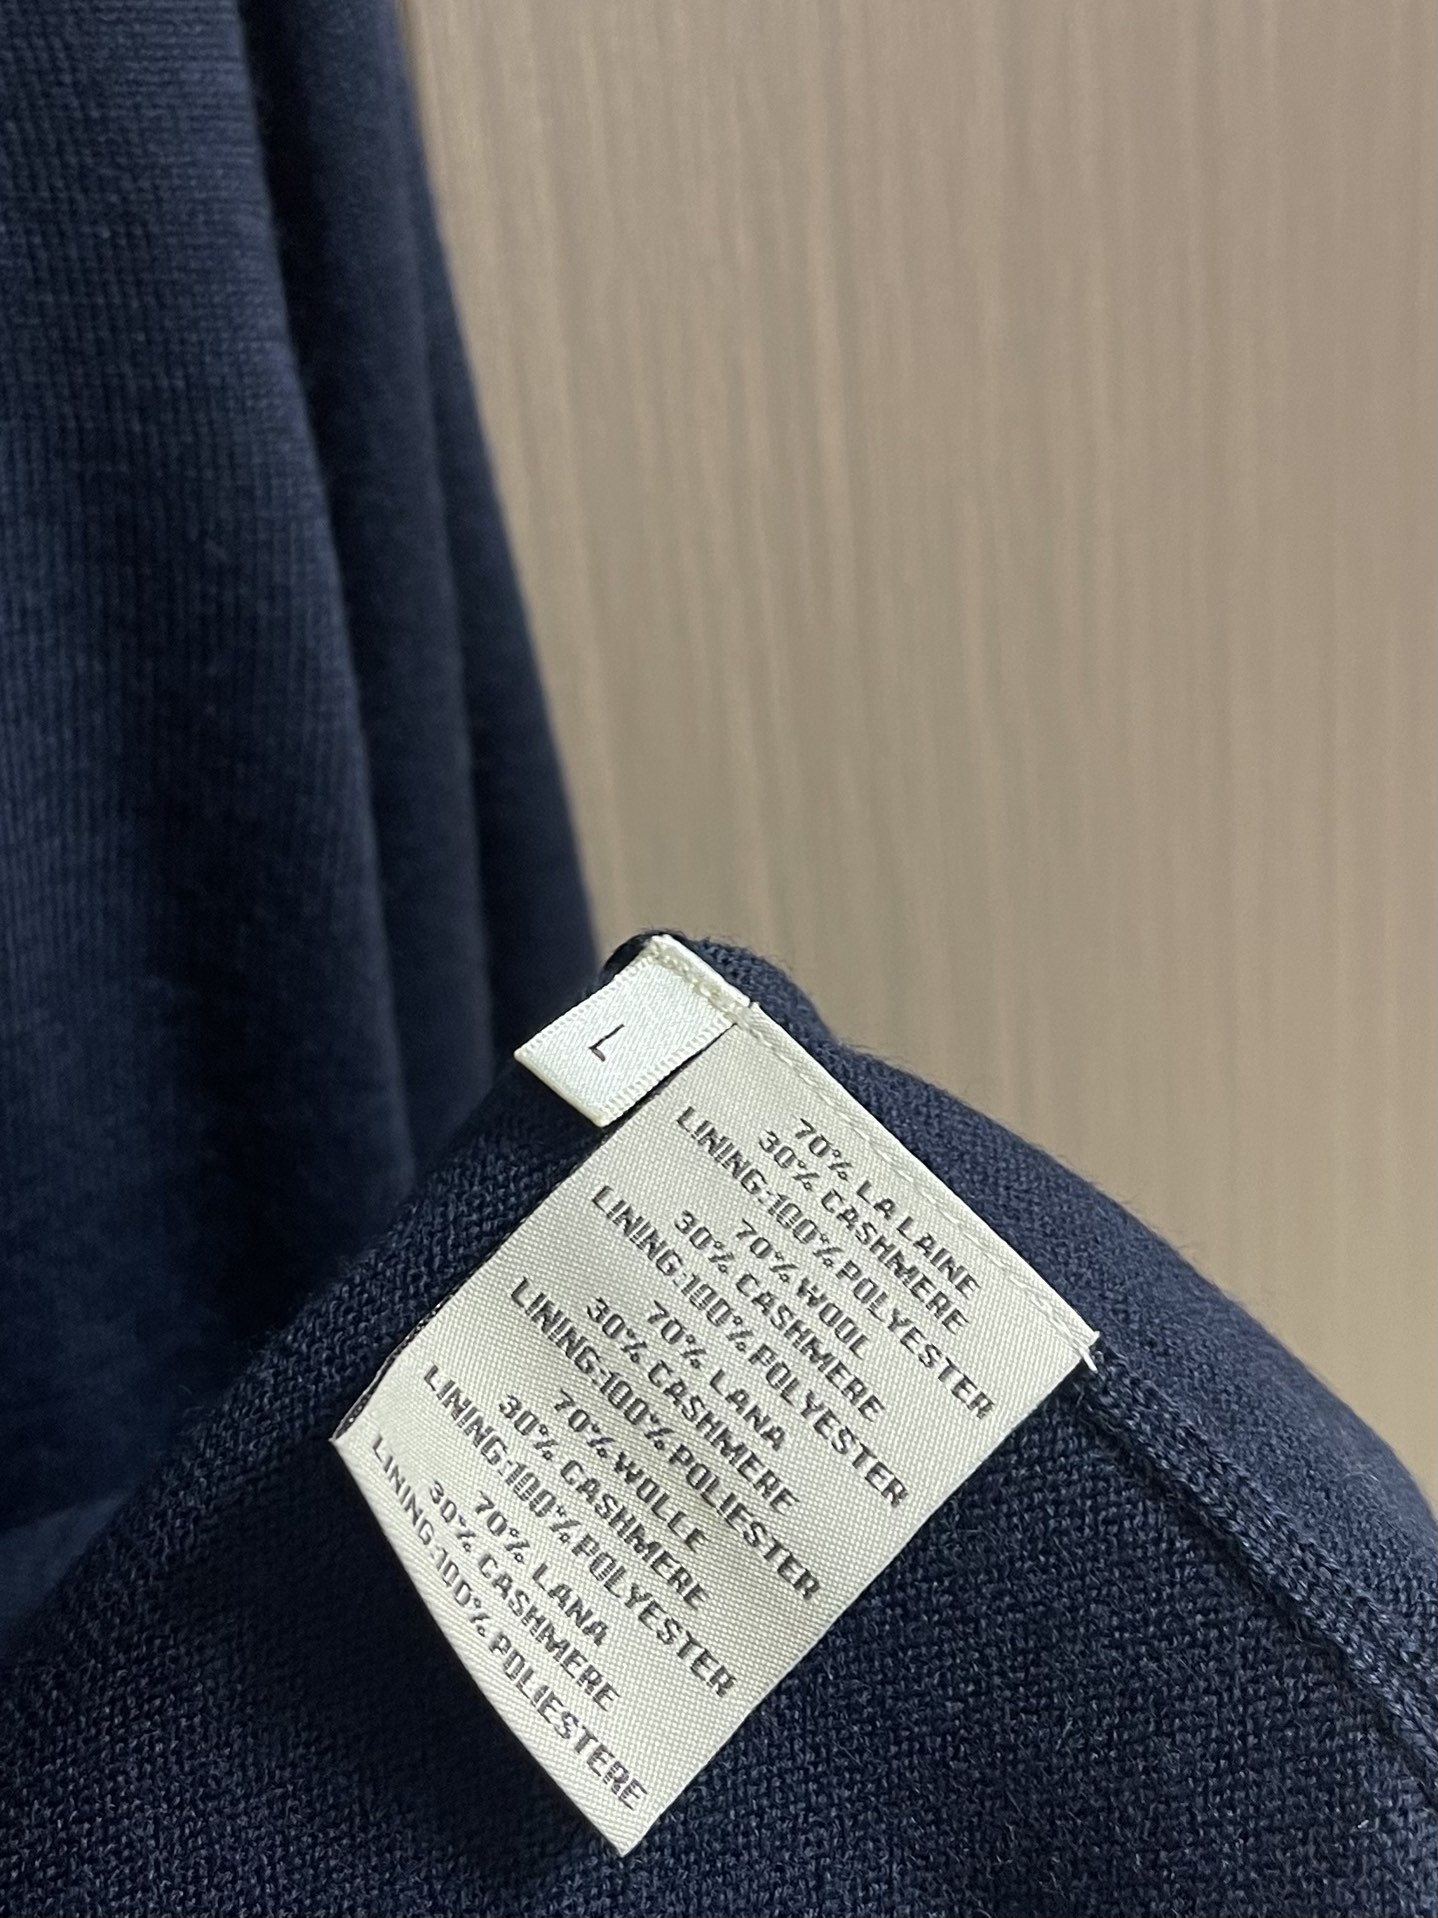 L
70% LA LAINE
30% CASHMERE
LINING:100% POLYESTER
70% WOOL
30% CASHMERE
LINING:100% POLYESTER
70% LANA
30% CASHMERE
LINING:100% POLIESTER
70% WOLLE
30% CASHMERE
LINING:100% POLYESTER
70% LANA
30% CASHMERE
LINING:100% POLIESTERE